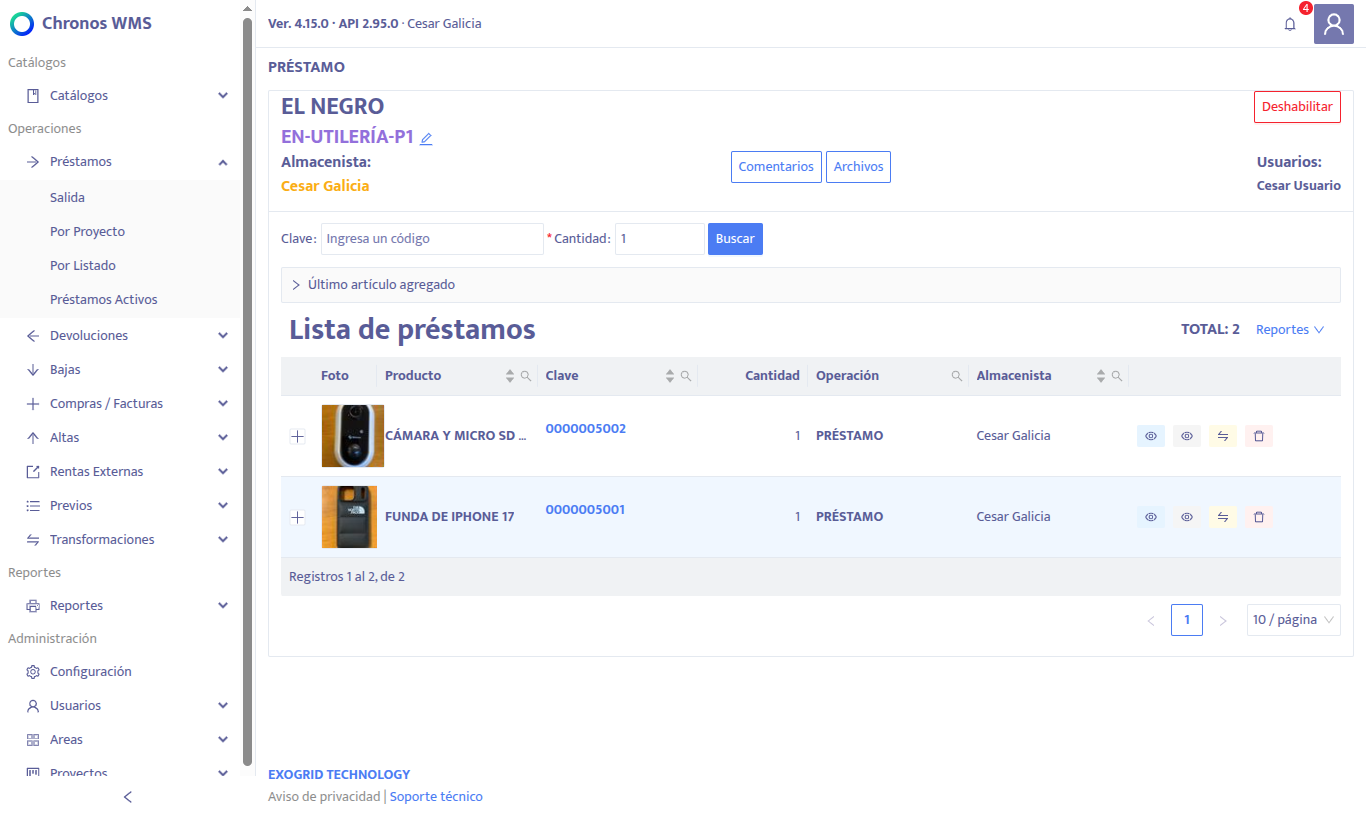 Chronos WMS
Catálogos
Catálogos
Operaciones
Préstamos
Salida
Por Proyecto
Por Listado
Préstamos Activos
Devoluciones
Bajas
Compras / Facturas
Altas
Rentas Externas
Previos
Transformaciones
Reportes
Reportes
Administración
Configuración
Usuarios
Areas
Proyectos
Ver. 4.15.0 · API 2.95.0 · Cesar Galicia
4
PRÉSTAMO
EL NEGRO
Deshabilitar
EN-UTILERÍA-P1
Almacenista:
Cesar Galicia
Comentarios Archivos
Usuarios:
Cesar Usuario
Clave: Ingresa un código * Cantidad: 1 Buscar
Último artículo agregado
Lista de préstamos
TOTAL: 2 Reportes
Foto Producto Clave Cantidad Operación Almacenista
CÁMARA Y MICRO SD ... 0000005002 1 PRÉSTAMO Cesar Galicia
FUNDA DE IPHONE 17 0000005001 1 PRÉSTAMO Cesar Galicia
Registros 1 al 2, de 2
1 10 / página
EXOGRID TECHNOLOGY
Aviso de privacidad | Soporte técnico